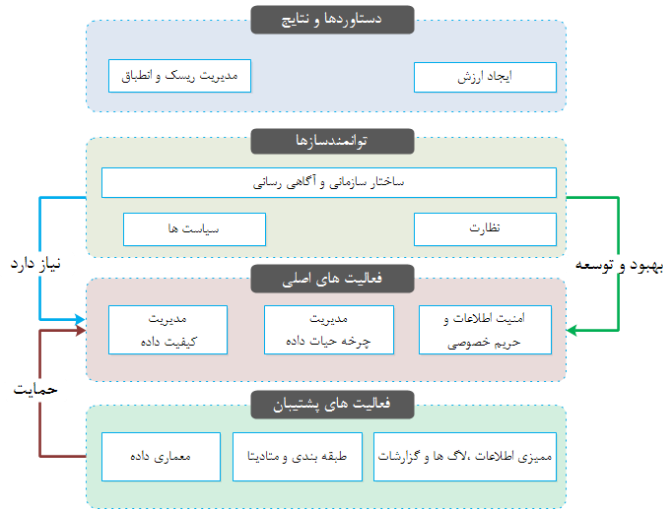 دستاوردها و نتایج
ایجاد ارزش
مدیریت ریسک و انطباق
توانمندسازها
ساختار سازمانی و آگاهی رسانی
نظارت
سیاست ها
بهبود و توسعه
نیاز دارد
فعالیت های اصلی
امنیت اطلاعات و
حریم خصوصی
مدیریت
چرخه حیات داده
مدیریت
کیفیت داده
حمایت
فعالیت های پشتیبان
ممیزی اطلاعات ،لاگ ها و گزارشات
طبقه بندی و متادیتا
معماری داده